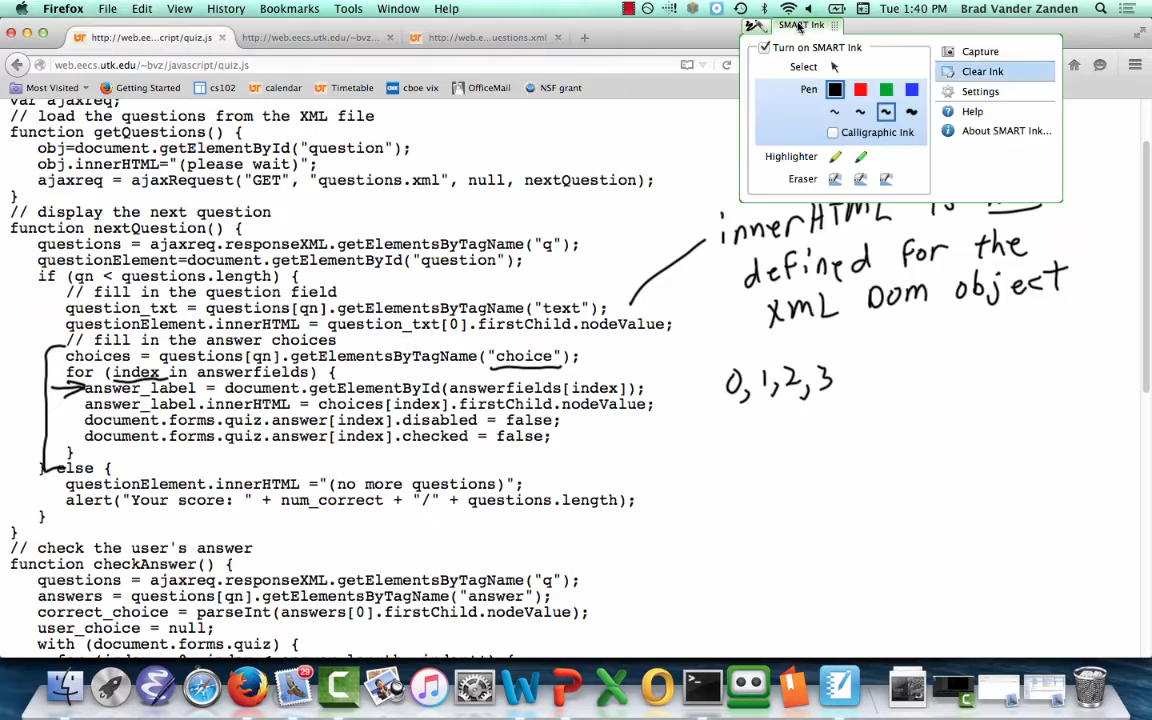 Firefox File Edit View History Bookmarks Tools Window Help Tue 1:40 PM Brad Vander Zanden
SMART Ink
http://web.ee...cript/quiz.js http://web.eecs.utk.edu/~bvz... http://web.e...uestions.xml
Turn on SMART Ink
Select
Pen
Calligraphic Ink
Highlighter
Eraser
Capture
Clear Ink
Settings
Help
About SMART Ink...
web.eecs.utk.edu/~bvz/javascript/quiz.js
Most Visited Getting Started cs102 calendar Timetable cboe vix OfficeMail NSF grant
var ajaxreq;
// load the questions from the XML file
function getQuestions() {
obj=document.getElementById("question");
obj.innerHTML="(please wait)";
ajaxreq = ajaxRequest("GET", "questions.xml", null, nextQuestion);
}
// display the next question
function nextQuestion() {
questions = ajaxreq.responseXML.getElementsByTagName("q");
questionElement=document.getElementById("question");
if (qn < questions.length) {
// fill in the question field
question_txt = questions[qn].getElementsByTagName("text");
questionElement.innerHTML = question_txt[0].firstChild.nodeValue;
// fill in the answer choices
choices = questions[qn].getElementsByTagName("choice");
for (index in answerfields) {
answer_label = document.getElementById(answerfields[index]);
answer_label.innerHTML = choices[index].firstChild.nodeValue;
document.forms.quiz.answer[index].disabled = false;
document.forms.quiz.answer[index].checked = false;
}
} else {
questionElement.innerHTML ="(no more questions)";
alert("Your score: " + num_correct + "/" + questions.length);
}
}
// check the user's answer
function checkAnswer() {
questions = ajaxreq.responseXML.getElementsByTagName("q");
answers = questions[qn].getElementsByTagName("answer");
correct_choice = parseInt(answers[0].firstChild.nodeValue);
user_choice = null;
with (document.forms.quiz) {
innerHTML is
defined for the
xmL Dom object
0, 1, 2, 3
29